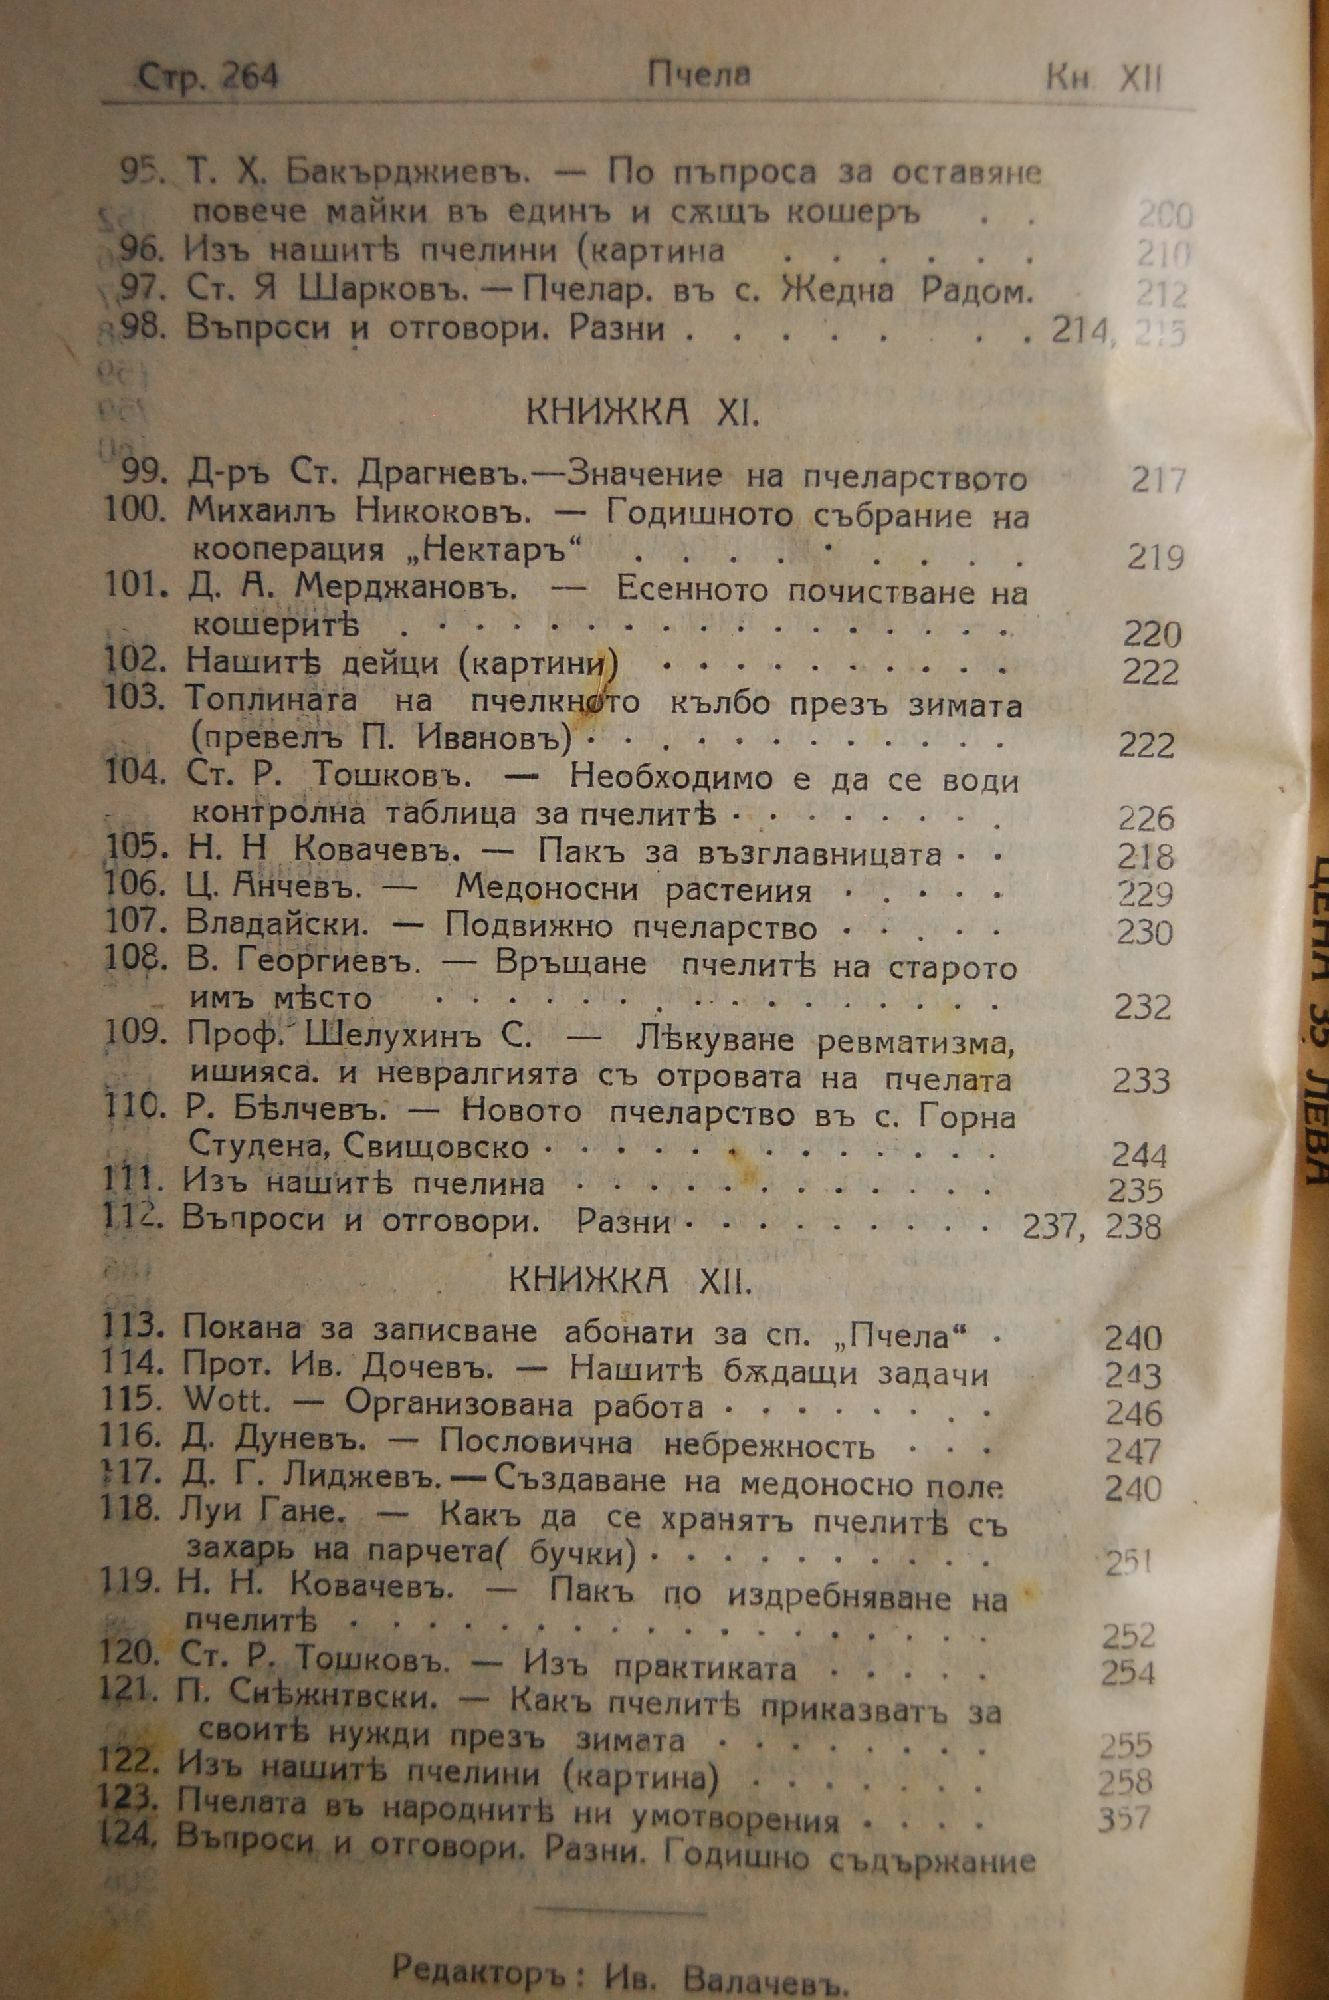 Стр. 264 Пчела Кн. XII
95. Т. Х. Бакърджиевъ. — По пъпроса за оставяне
повече майки въ единъ и сѫщъ кошеръ . . 200
96. Изъ нашитѣ пчелини (картина . . . . . . 210
97. Ст. Я Шарковъ. — Пчелар. въ с. Жедна Радом. 212
98. Въпроси и отговори. Разни . . . . . . . . 214, 215
КНИЖКА XI.
99. Д-ръ Ст. Драгневъ.—Значение на пчеларството 217
100. Михаилъ Никоковъ. — Годишното събрание на
кооперация „Нектаръ“ . . . . . . . . . 219
101. Д. А. Мерджановъ. — Есенното почистване на
кошеритѣ . . . . . . . . . . . . . . . . 220
102. Нашитѣ дейци (картини) . . . . . . . . . . 222
103. Топлината на пчелкното кълбо презъ зимата
(превелъ П. Ивановъ) . . . . . . . . . . . . 222
104. Ст. Р. Тошковъ. — Необходимо е да се води
контролна таблица за пчелитѣ . . . . . . . . 226
105. Н. Н Ковачевъ. — Пакъ за възглавницата . . 218
106. Ц. Анчевъ. — Медоносни растеиия . . . . . 229
107. Владайски. — Подвижно пчеларство . . . . . 230
108. В. Георгиевъ. — Връщане пчелитѣ на старото
имъ мѣсто . . . . . . . . . . . . . . . . 232
109. Проф. Шелухинъ С. — Лѣкуване ревматизма,
ишияса. и невралгията съ отровата на пчелата 233
110. Р. Бѣлчевъ. — Новото пчеларство въ с. Горна
Студена, Свищовско . . . . . . . . . . . . . 244
111. Изъ нашитѣ пчелина . . . . . . . . . . . . 235
112. Въпроси и отговори. Разни . . . . . . . . . 237, 238
КНИЖКА XII.
113. Покана за записване абонати за сп. „Пчела“ . 240
114. Прот. Ив. Дочевъ. — Нашитѣ бѫдащи задачи 243
115. Wott. — Организована работа . . . . . . . . 246
116. Д. Дуневъ. — Пословична небрежность . . . 247
117. Д. Г. Лиджевъ. — Създаване на медоносно поле 240
118. Луи Гане. — Какъ да се хранятъ пчелитѣ съ
захарь на парчета( бучки) . . . . . . . . . . 251
119. Н. Н. Ковачевъ. — Пакъ по издребняване на
пчелитѣ . . . . . . . . . . . . . . . . . 252
120. Ст. Р. Тошковъ. — Изъ практиката . . . . . 254
121. П. Снѣжнтвски. — Какъ пчелитѣ приказватъ за
своитѣ нужди презъ зимата . . . . . . . . 255
122. Изъ нашитѣ пчелини (картина) . . . . . . . 258
123. Пчелата въ народнитѣ ни умотворения . . . . 357
124. Въпроси и отговори. Разни. Годишно съдържание
Редакторъ: Ив. Валачевъ.
ЦЕНА 35 ЛЕВА